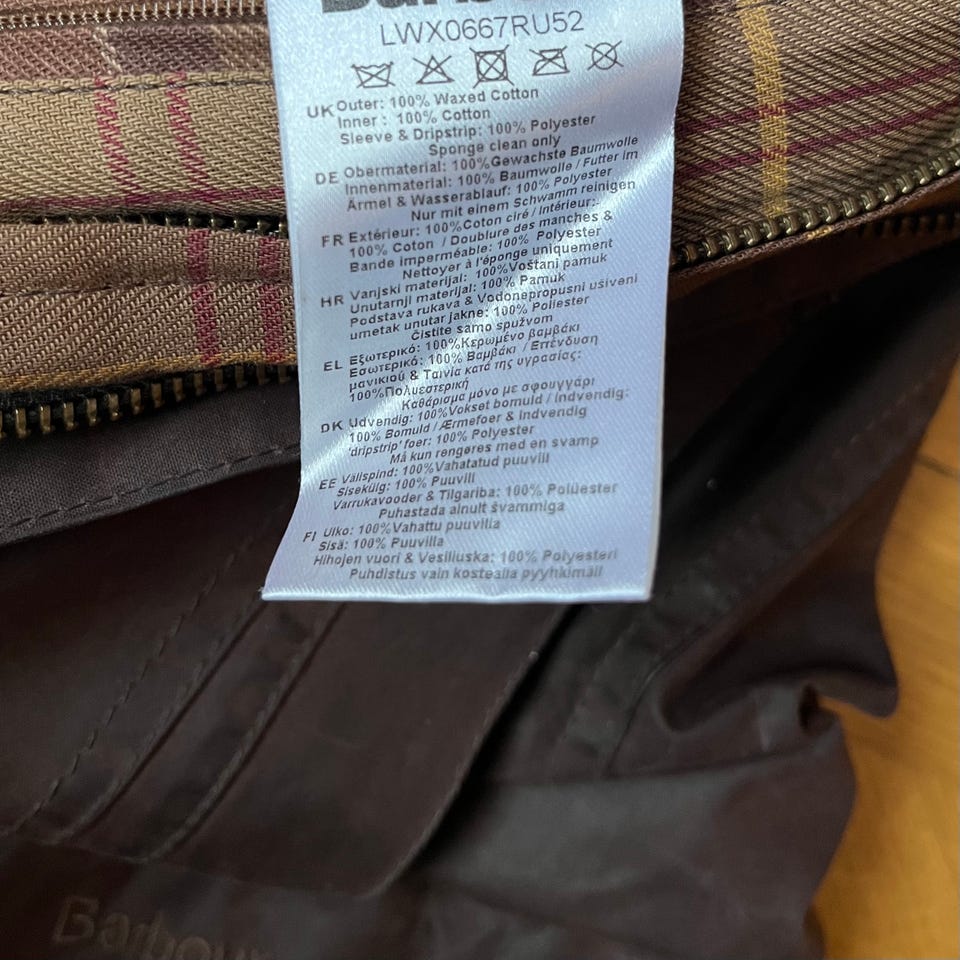 Barbour
LWX0667RU52
UK Outer: 100% Waxed Cotton
Inner : 100% Cotton
Sleeve & Dripstrip: 100% Polyester
Sponge clean only
DE Obermaterial: 100%Gewachste Baumwolle
Innenmaterial: 100% Baumwolle / Futter im
Ärmel & Wasserablauf: 100% Polyester
Nur mit einem Schwamm reinigen
FR Extérieur: 100%Coton ciré / Intérieur:
100% Coton / Doublure des manches &
Bande imperméable: 100% Polyester
Nettoyer à l'éponge uniquement
HR Vanjski materijal: 100%Voštani pamuk
Unutarnji materijal: 100% Pamuk
Podstava rukava & Vodonepropusni ušiveni
umetak unutar jakne: 100% Poliester
Čistite samo spužvom
EL Εξωτερικό: 100%Κερωμένο βαμβάκι
Εσωτερικό: 100% Βαμβάκι / Επένδυση
μανικιού & Ταινία κατά της υγρασίας:
100%Πολυεστερική
Καθάρισμα μόνο με σφουγγάρι
DK Udvendig: 100%Vokset bomuld / Indvendig:
100% Bomuld / Ærmefoer & Indvendig
'dripstrip' foer: 100% Polyester
Må kun rengøres med en svamp
EE Välispind: 100%Vahatatud puuvill
Sisekülg: 100% Puuvill
Varrukavooder & Tilgariba: 100% Polüester
Puhastada ainult švammiga
FI Ulko: 100%Vahattu puuvilla
Sisä: 100% Puuvilla
Hihojen vuori & Vesiliuska: 100% Polyesteri
Puhdistus vain kostealla pyyhkimäll
Barbour